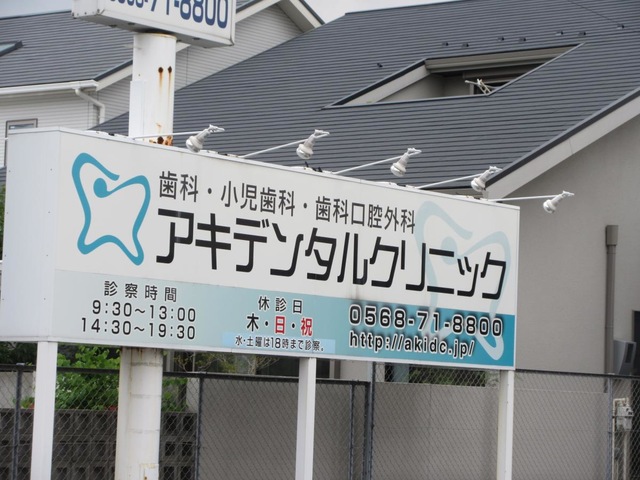 0568-71-8800
歯科・小児歯科・歯科口腔外科
アキデンタルクリニック
診察時間
9:30～13:00
14:30～19:30
休診日
木・日・祝
水・土曜は18時まで診察。
0568-71-8800
http://akidc.jp/